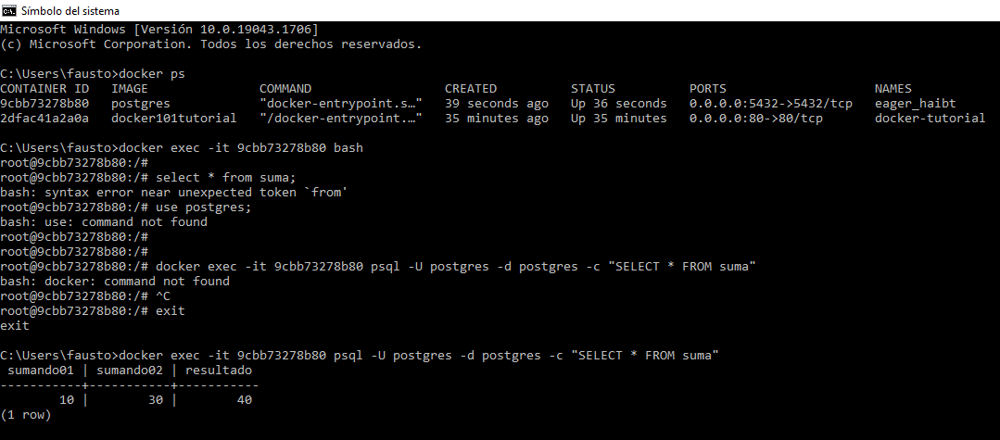 Símbolo del sistema
Microsoft Windows [Versión 10.0.19043.1706]
(c) Microsoft Corporation. Todos los derechos reservados.
C:\Users\fausto>docker ps
CONTAINER ID   IMAGE               COMMAND                  CREATED          STATUS          PORTS                    NAMES
9cbb73278b80   postgres            "docker-entrypoint.s…"   39 seconds ago   Up 36 seconds   0.0.0.0:5432->5432/tcp   eager_haibt
2dfac41a2a0a   docker101tutorial   "/docker-entrypoint.…"   35 minutes ago   Up 35 minutes   0.0.0.0:80->80/tcp       docker-tutorial
C:\Users\fausto>docker exec -it 9cbb73278b80 bash
root@9cbb73278b80:/#
root@9cbb73278b80:/# select * from suma;
bash: syntax error near unexpected token `from'
root@9cbb73278b80:/# use postgres;
bash: use: command not found
root@9cbb73278b80:/#
root@9cbb73278b80:/#
root@9cbb73278b80:/# docker exec -it 9cbb73278b80 psql -U postgres -d postgres -c "SELECT * FROM suma"
bash: docker: command not found
root@9cbb73278b80:/# ^C
root@9cbb73278b80:/# exit
exit
C:\Users\fausto>docker exec -it 9cbb73278b80 psql -U postgres -d postgres -c "SELECT * FROM suma"
 sumando01 | sumando02 | resultado
-----------+-----------+-----------
        10 |        30 |        40
(1 row)